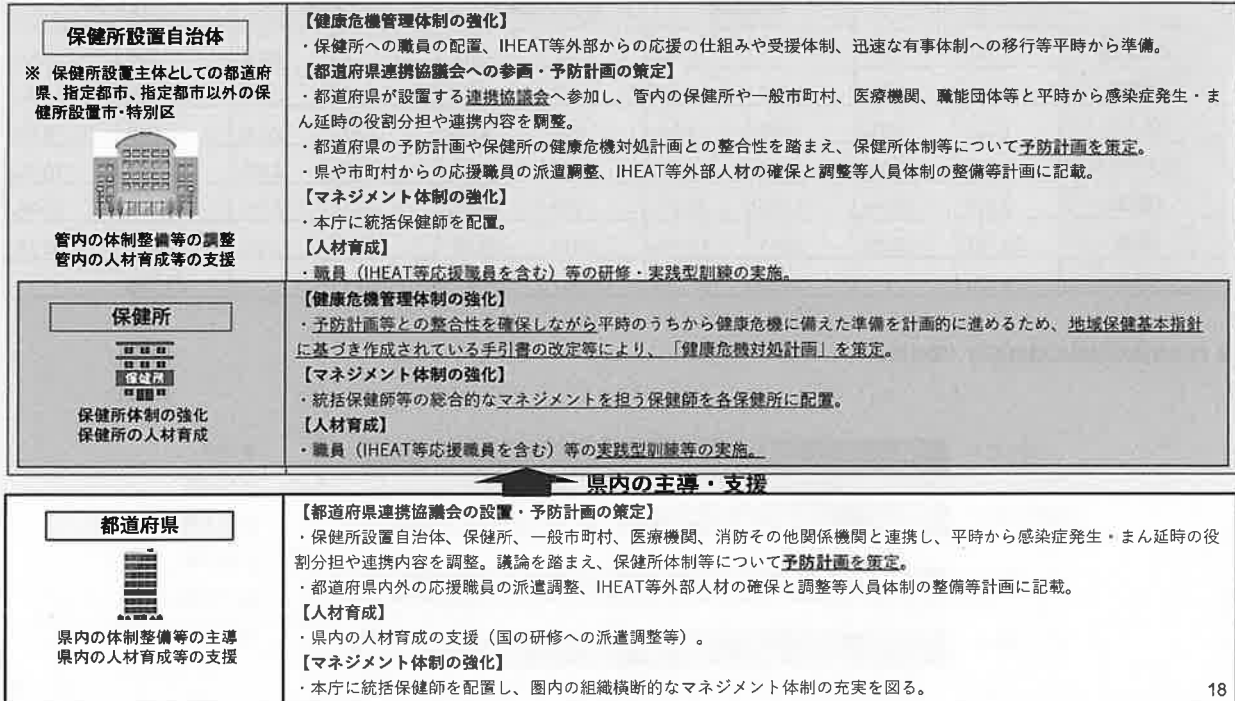 保健所設置自治体
※ 保健所設置主体としての都道府
県、指定都市、指定都市以外の保
健所設置市・特別区
管内の体制整備等の調整
管内の人材育成等の支援
【健康危機管理体制の強化】
・保健所への職員の配置、IHEAT等外部からの応援の仕組みや受援体制、迅速な有事体制への移行等平時から準備。
【都道府県連携協議会への参画・予防計画の策定】
・都道府県が設置する連携協議会へ参加し、管内の保健所や一般市町村、医療機関、職能団体等と平時から感染症発生・ま
ん延時の役割分担や連携内容を調整。
・都道府県の予防計画や保健所の健康危機対処計画との整合性を踏まえ、保健所体制等について予防計画を策定。
・県や市町村からの応援職員の派遣調整、IHEAT等外部人材の確保と調整等人員体制の整備等計画に記載。
【マネジメント体制の強化】
・本庁に統括保健師を配置。
【人材育成】
・職員（IHEAT等応援職員を含む）等の研修・実践型訓練の実施。
保健所
保健所
保健所体制の強化
保健所の人材育成
【健康危機管理体制の強化】
・予防計画等との整合性を確保しながら平時のうちから健康危機に備えた準備を計画的に進めるため、地域保健基本指針
に基づき作成されている手引書の改定等により、「健康危機対処計画」を策定。
【マネジメント体制の強化】
・統括保健師等の総合的なマネジメントを担う保健師を各保健所に配置。
【人材育成】
・職員（IHEAT等応援職員を含む）等の実践型訓練等の実施。
県内の主導・支援
都道府県
県内の体制整備等の主導
県内の人材育成等の支援
【都道府県連携協議会の設置・予防計画の策定】
・保健所設置自治体、保健所、一般市町村、医療機関、消防その他関係機関と連携し、平時から感染症発生・まん延時の役
割分担や連携内容を調整。議論を踏まえ、保健所体制等について予防計画を策定。
・都道府県内外の応援職員の派遣調整、IHEAT等外部人材の確保と調整等人員体制の整備等計画に記載。
【人材育成】
・県内の人材育成の支援（国の研修への派遣調整等）。
【マネジメント体制の強化】
・本庁に統括保健師を配置し、圏内の組織横断的なマネジメント体制の充実を図る。
18